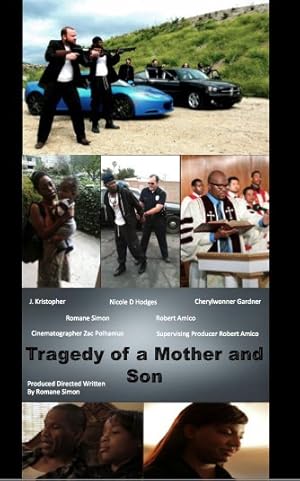 J. Kristopher Nicole D Hodges Cherylwonner Gardner
Romane Simon Robert Amico
Cinematographer Zac Polhamus Supervising Producer Robert Amico
Tragedy of a Mother and
Son
Produced Directed Written
By Romane Simon